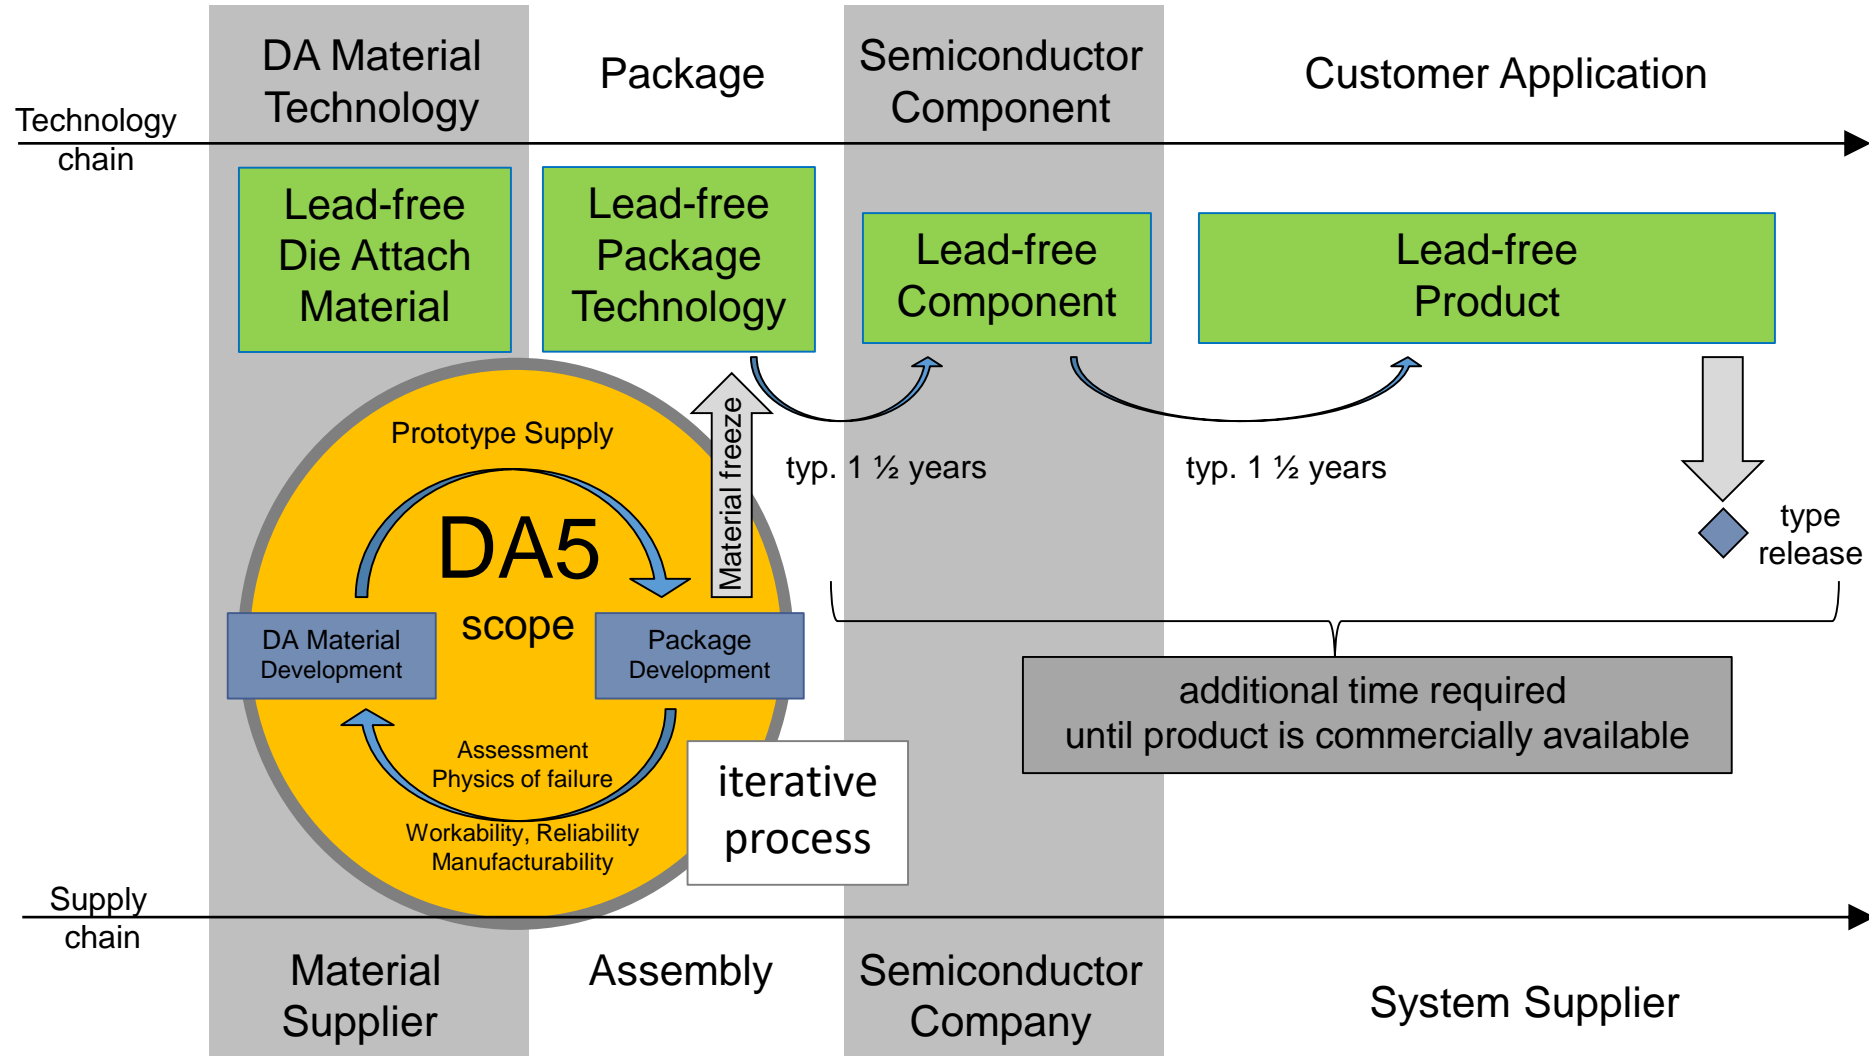 DA Material
Technology
Package
Semiconductor
Component
Customer Application
Technology
chain
Lead-free
Die Attach
Material
Lead-free
Package
Technology
Lead-free
Component
Lead-free
Product
Prototype Supply
Material freeze
typ. 1 ½ years
typ. 1 ½ years
type
release
DA5
scope
DA Material
Development
Package
Development
additional time required
until product is commercially available
Assessment
Physics of failure
Workability, Reliability
Manufacturability
iterative
process
Supply
chain
Material
Supplier
Assembly
Semiconductor
Company
System Supplier